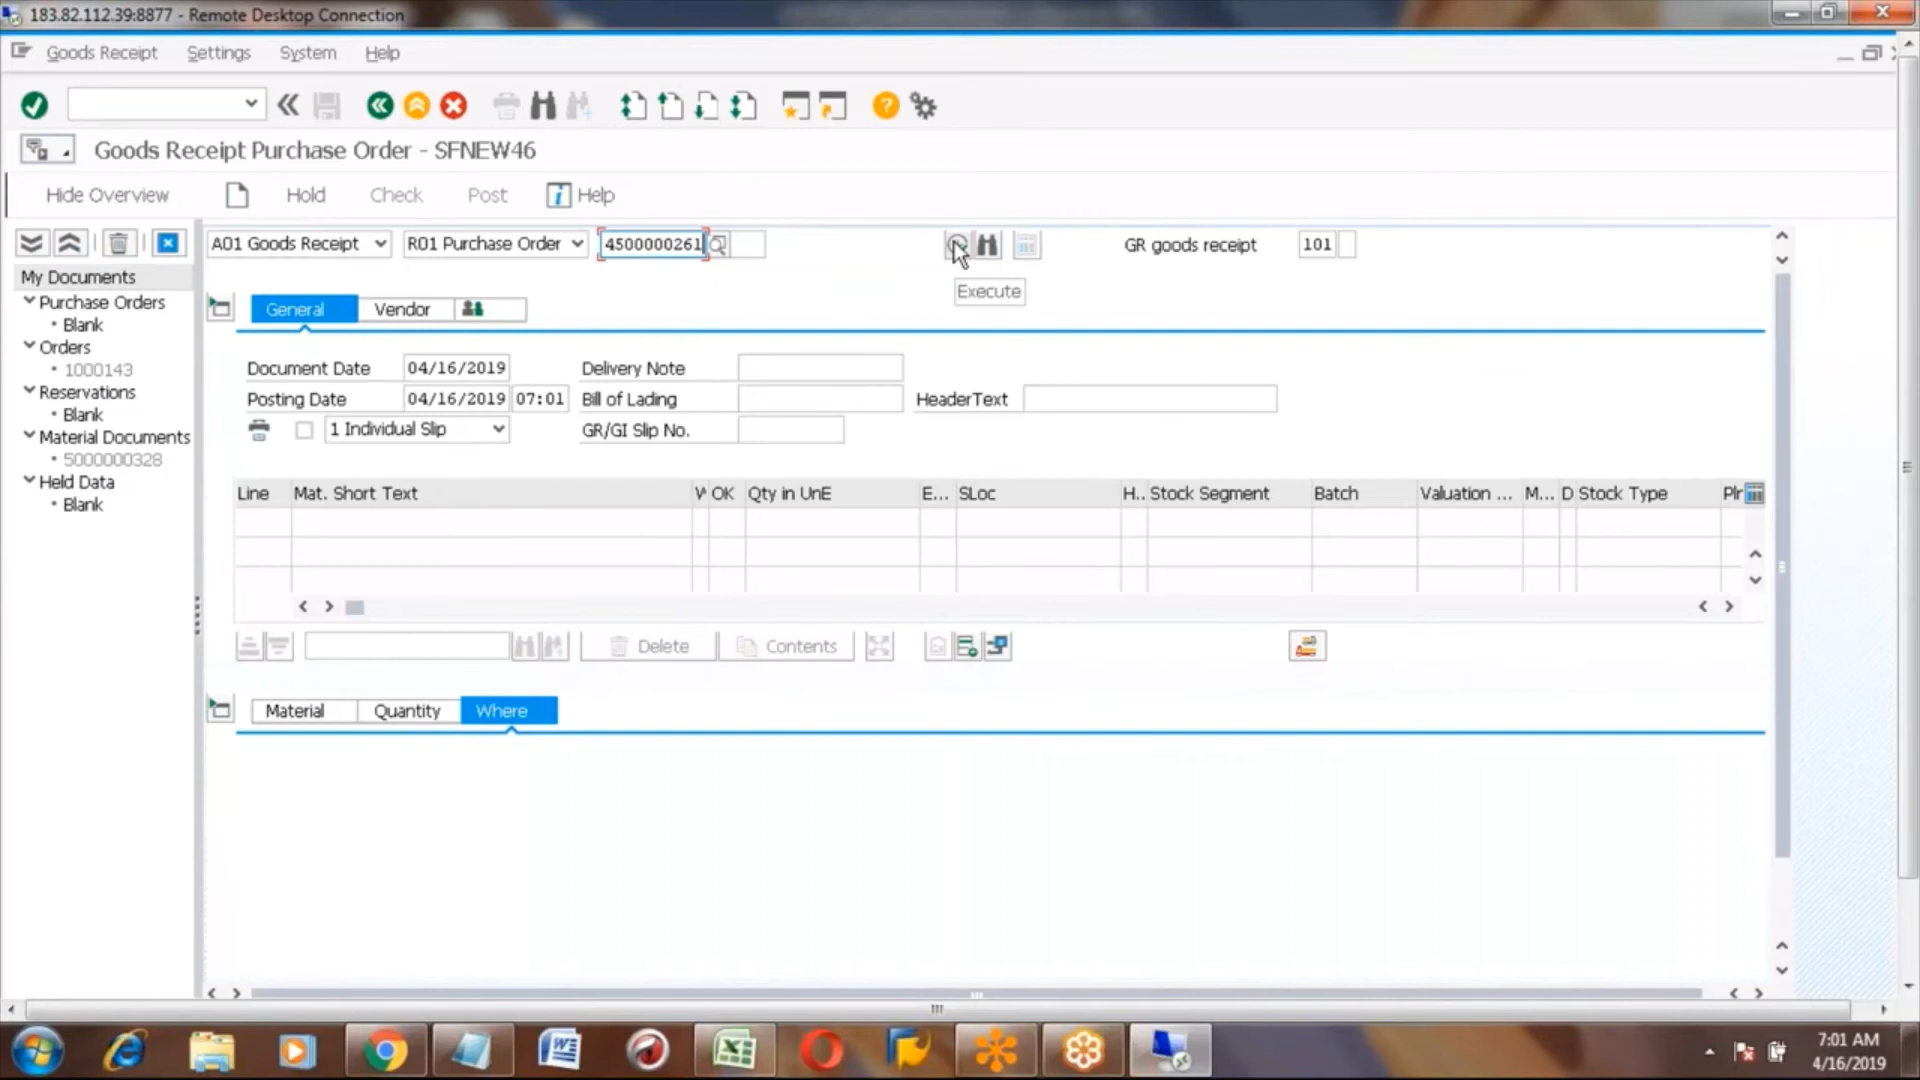 183.82.112.39:8877 - Remote Desktop Connection
Goods Receipt Settings System Help
Goods Receipt Purchase Order - SFNEW46
Hide Overview Hold Check Post Help
A01 Goods Receipt R01 Purchase Order 4500000261 GR goods receipt 101
Execute
My Documents
Purchase Orders
Blank
Orders
1000143
Reservations
Blank
Material Documents
5000000328
Held Data
Blank
General Vendor
Document Date 04/16/2019 Delivery Note
Posting Date 04/16/2019 07:01 Bill of Lading HeaderText
1 Individual Slip GR/GI Slip No.
Line Mat. Short Text OK Qty in UnE E... SLoc H.. Stock Segment Batch Valuation ... M... D Stock Type Plr
Delete Contents
Material Quantity Where
7:01 AM
4/16/2019